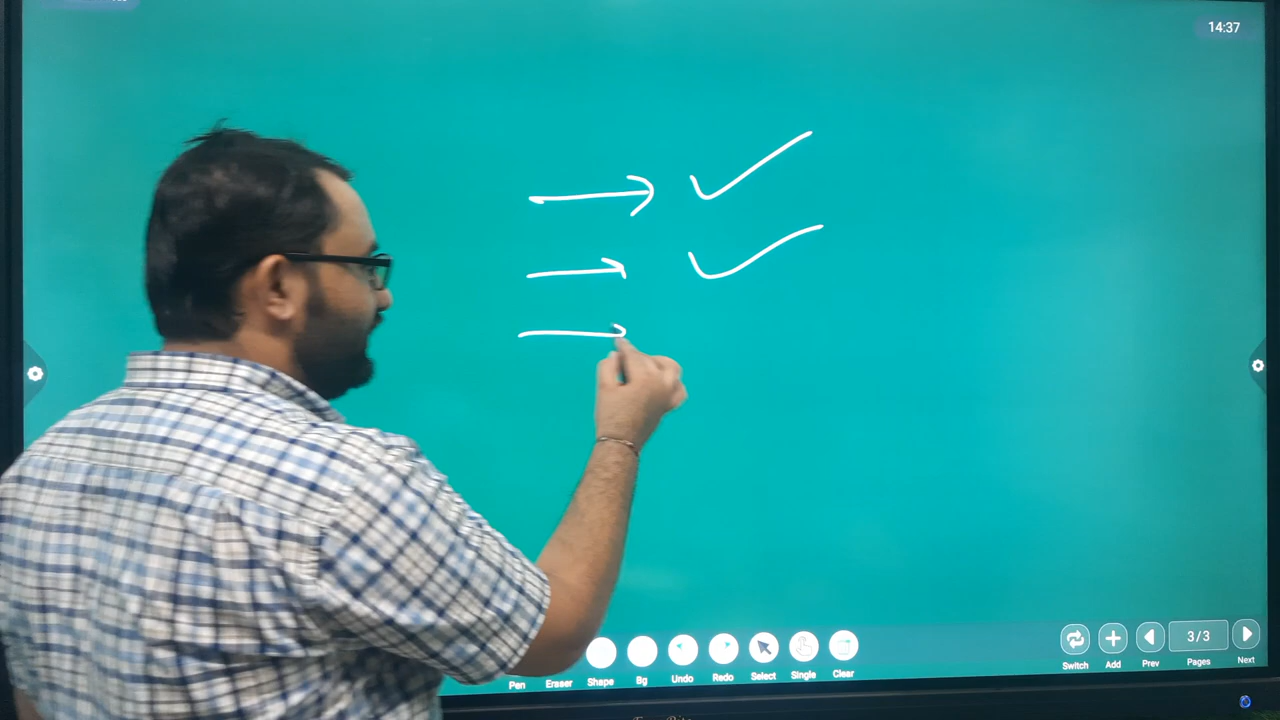 14:37
→ ✓
→ ✓
→
Pen Eraser Shape Bg Undo Redo Select Single Clear
Switch Add Prev 3/3 Pages Next